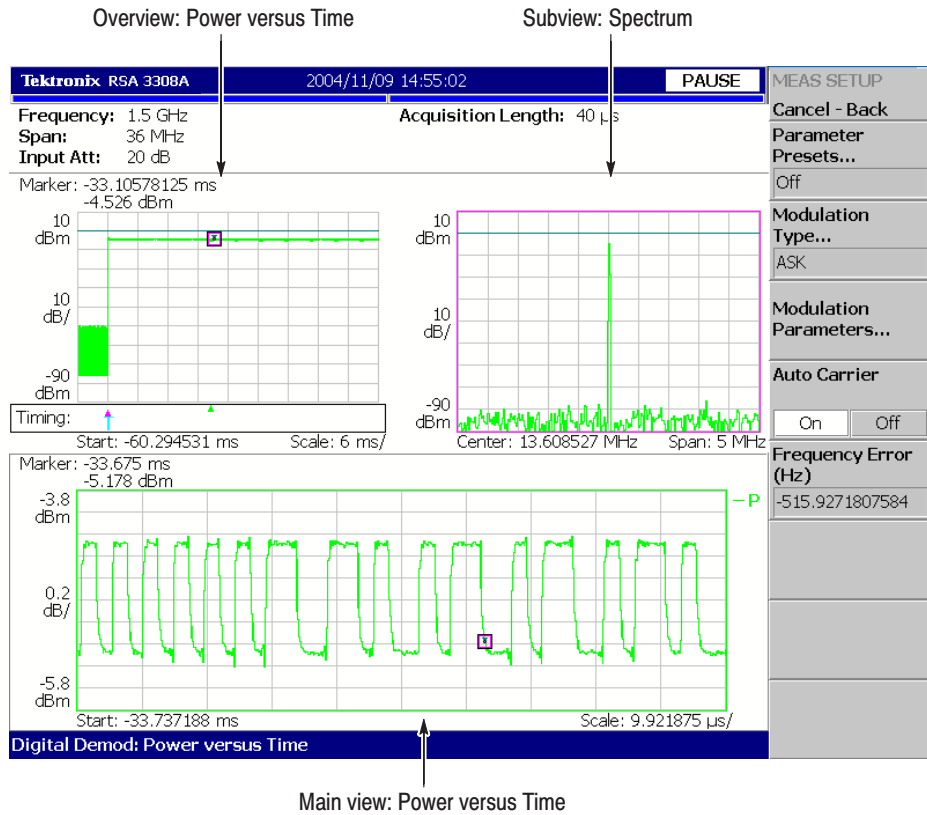 Overview: Power versus Time
Subview: Spectrum
Tektronix RSA 3308A 2004/11/09 14:55:02 PAUSE
Frequency: 1.5 GHz
Acquisition Length: 40 µs
Span: 36 MHz
Input Att: 20 dB
Marker: -33.10578125 ms
-4.526 dBm
10
dBm
10
dB/
-90
dBm
Timing:
Start: -60.294531 ms
Scale: 6 ms/
10
dBm
10
dB/
-90
dBm
Center: 13.608527 MHz
Span: 5 MHz
Marker: -33.675 ms
-5.178 dBm
-3.8
dBm
0.2
dB/
-5.8
dBm
P
Start: -33.737188 ms
Scale: 9.921875 µs/
Digital Demod: Power versus Time
MEAS SETUP
Cancel - Back
Parameter
Presets...
Off
Modulation
Type...
ASK
Modulation
Parameters...
Auto Carrier
On Off
Frequency Error
(Hz)
-515.9271807584
Main view: Power versus Time